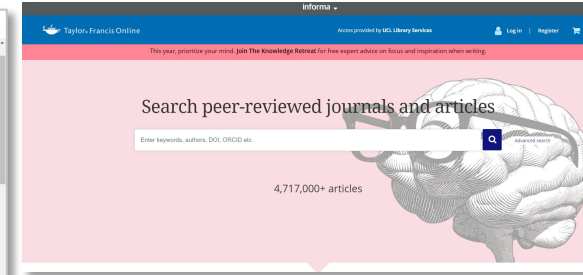 informa
Taylor & Francis Online
Access provided by UCL Library Services
Log in | Register
This year, prioritize your mind. Join The Knowledge Retreat for free expert advice on focus and inspiration when writing.
Search peer-reviewed journals and articles
Enter keywords, authors, DOI, ORCID etc
Advanced search
4,717,000+ articles